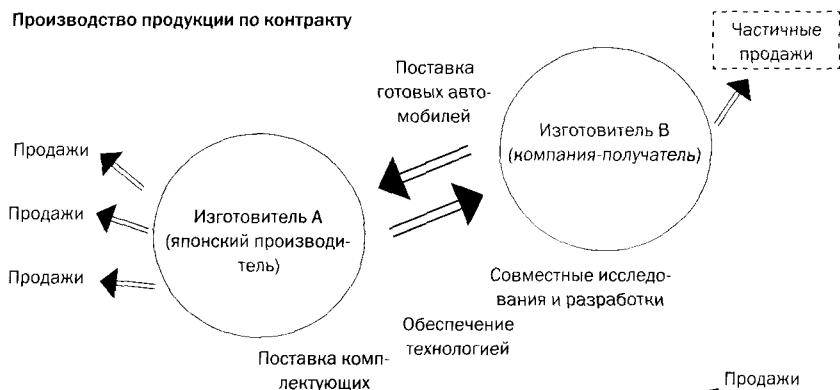 Производство продукции по контракту
Частичные
продажи
Поставка
готовых авто-
мобилей
Изготовитель В
(компания-получатель)
Продажи
Продажи
Продажи
Изготовитель А
(японский производи-
тель)
Совместные исследо-
вания и разработки
Обеспечение
технологией
Поставка комп-
лектующих
Продажи